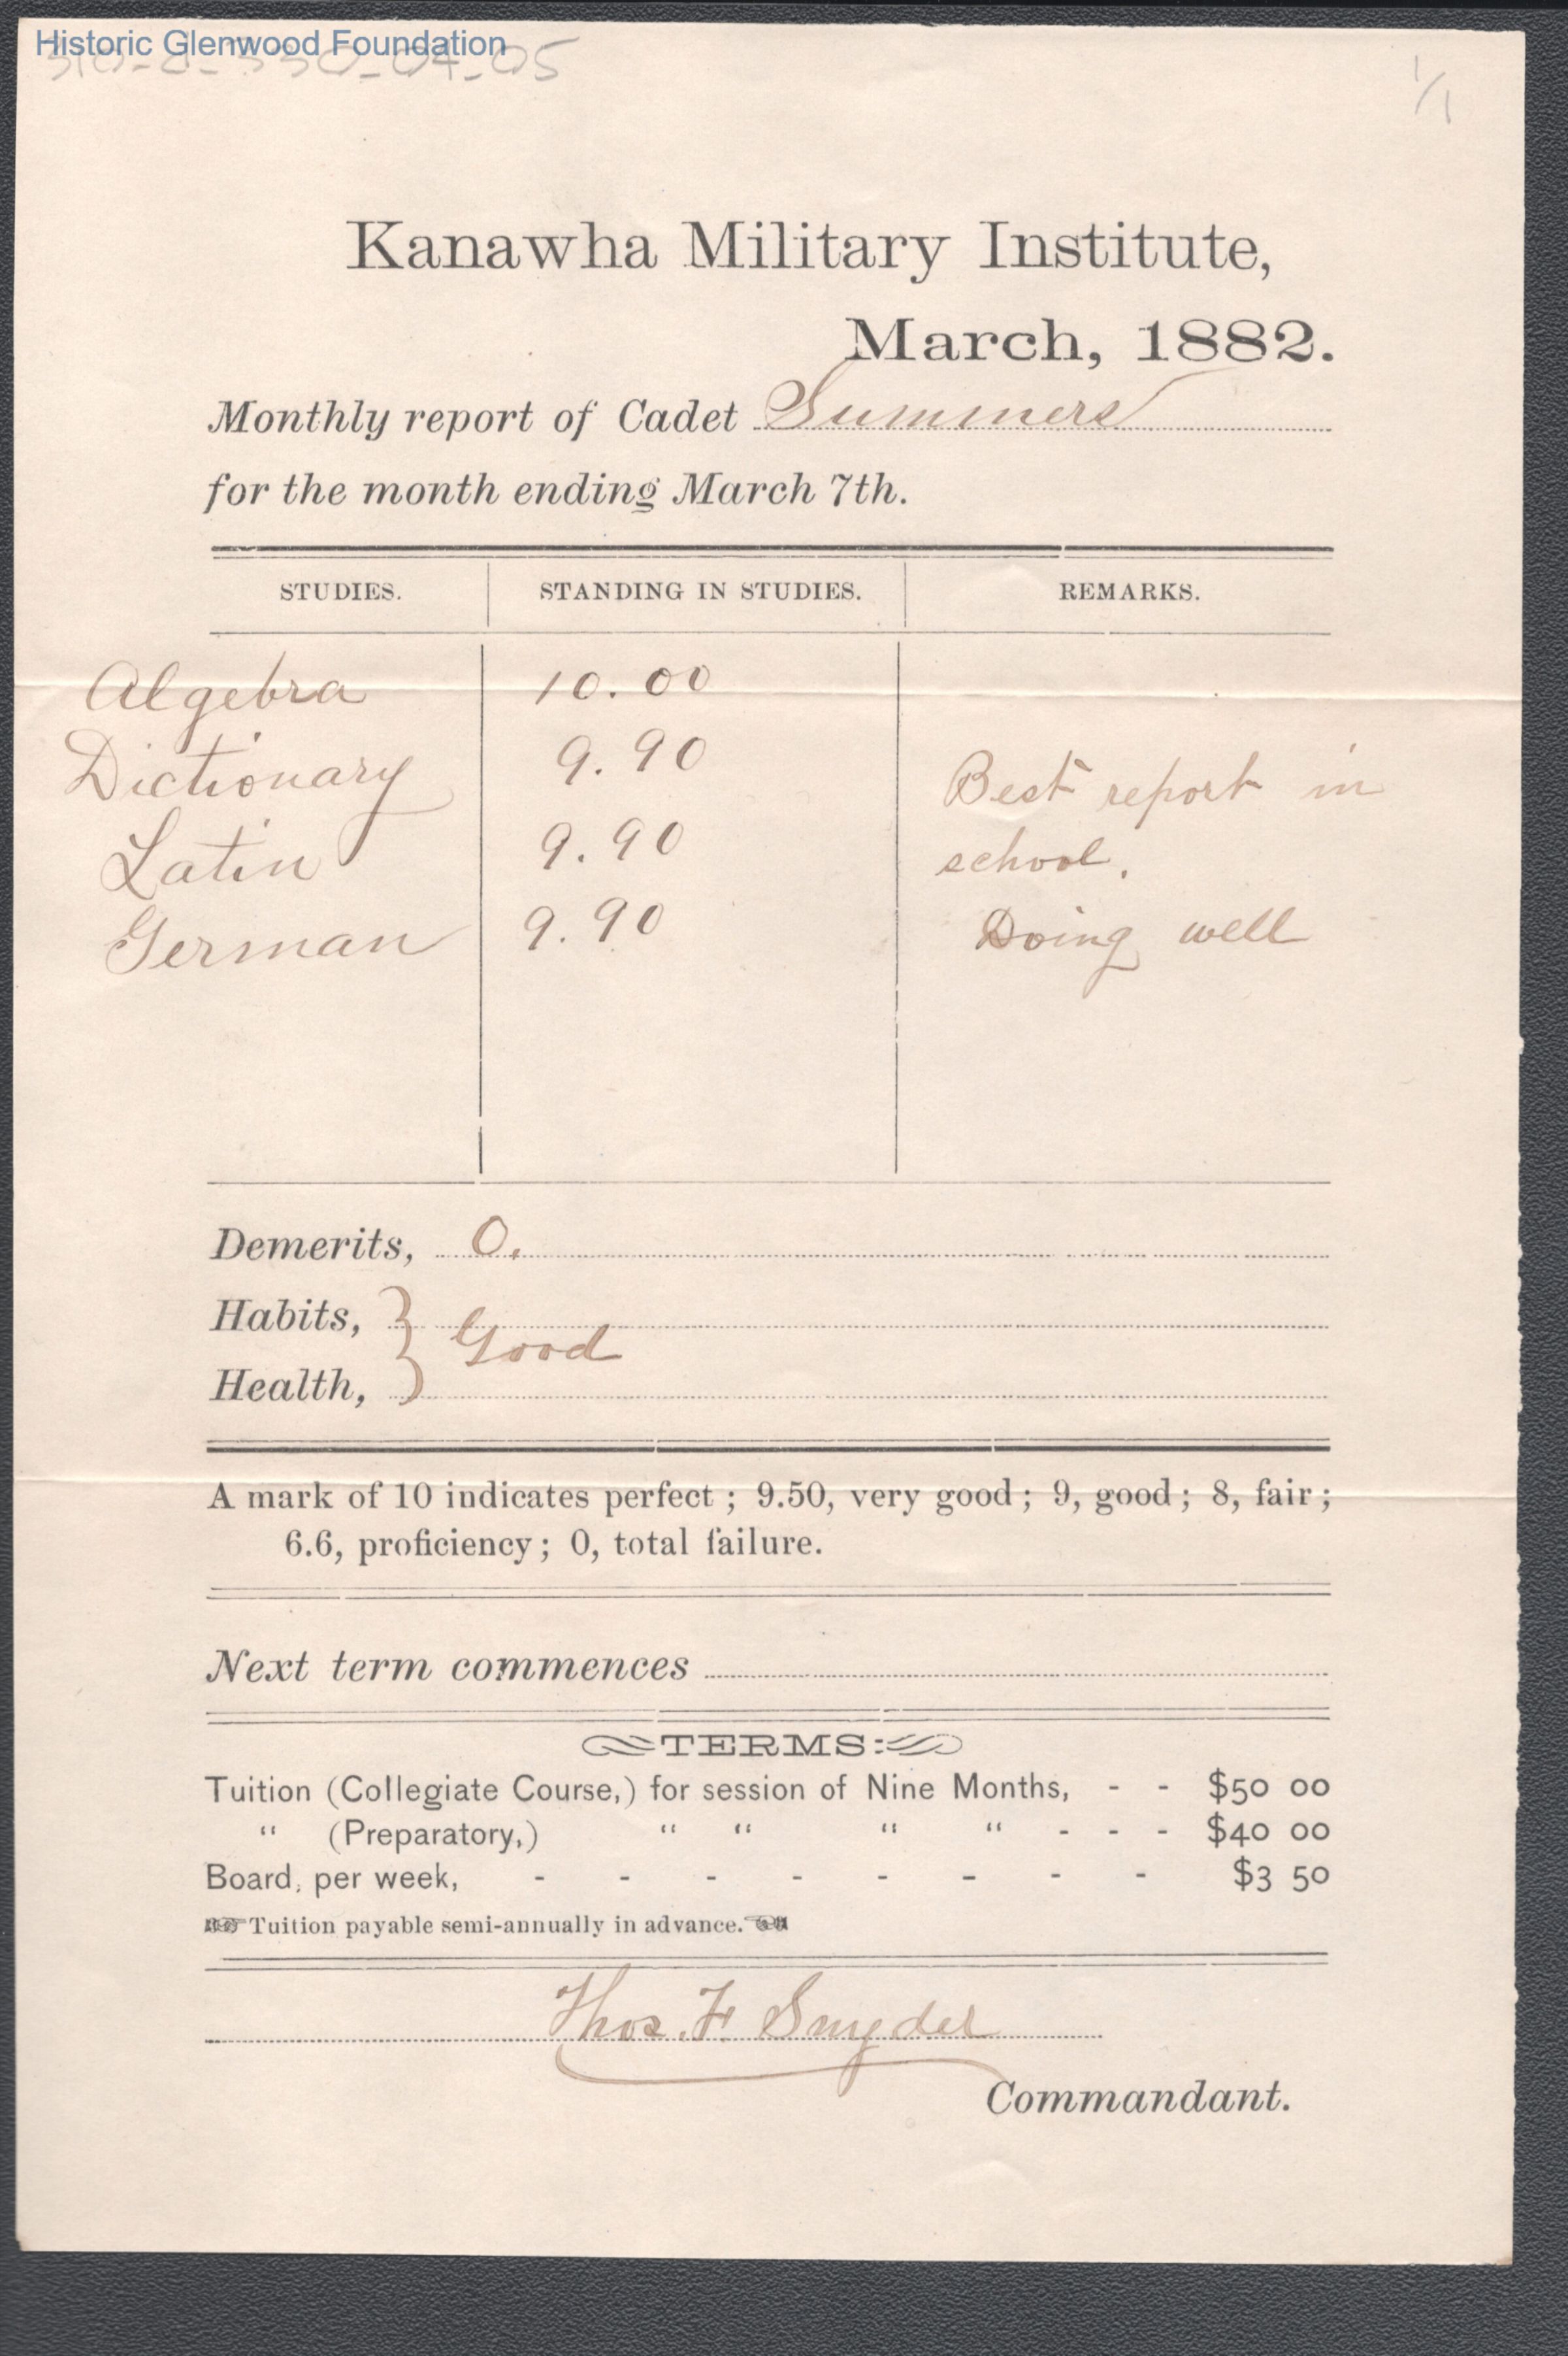 Historic Glenwood Foundation
Kanawha Military Institute,
March, 1882.
Monthly report of Cadet Summers
for the month ending March 7th.
STUDIES. STANDING IN STUDIES. REMARKS.
Algebra 10.00
Dictionary 9.90 Best report in
Latin 9.90 school.
German 9.90 Doing well
Demerits, 0.
Habits, } Good
Health,
A mark of 10 indicates perfect; 9.50, very good; 9, good; 8, fair;
6.6, proficiency; 0, total failure.
Next term commences
TERMS:
Tuition (Collegiate Course,) for session of Nine Months, - - $50 00
" (Preparatory,) " " " " - - - $40 00
Board, per week, - - - - - - - - $3 50
☞ Tuition payable semi-annually in advance. ☜
Thos. F. Snyder
Commandant.